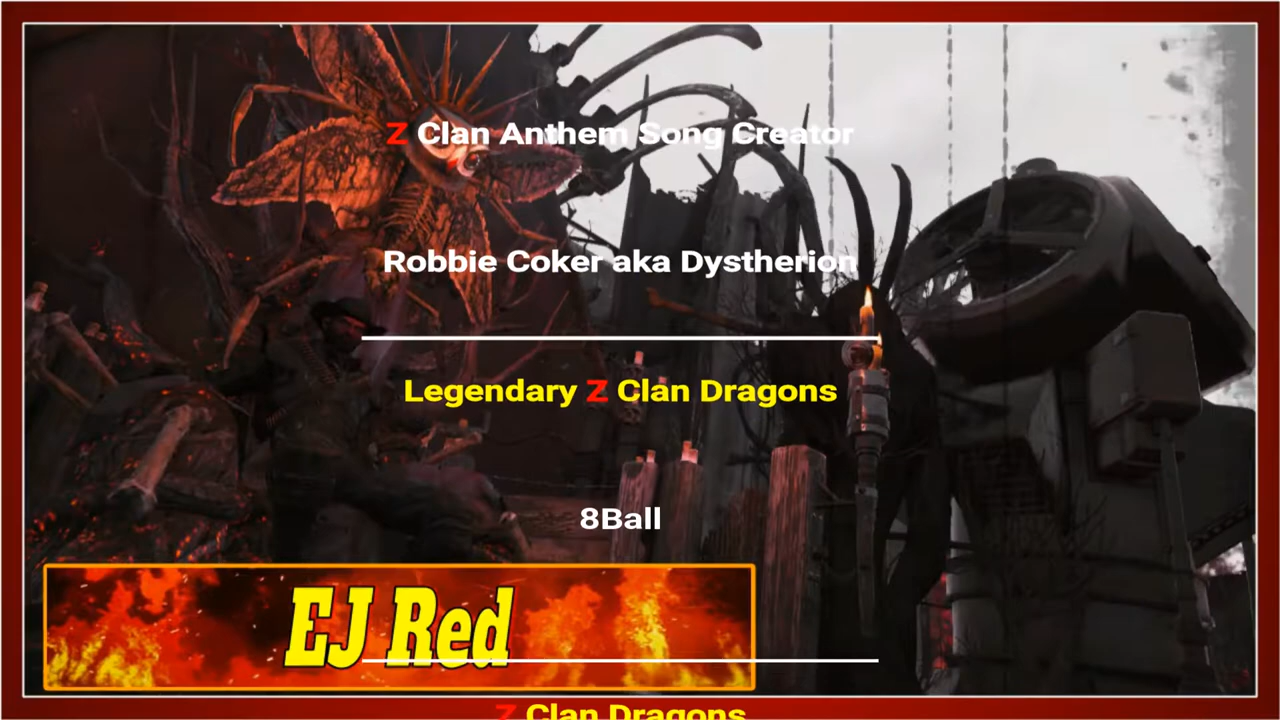 Z Clan Anthem Song Creator
Robbie Coker aka Dystherion
Legendary Z Clan Dragons
8Ball
EJ Red
Z Clan Dragons